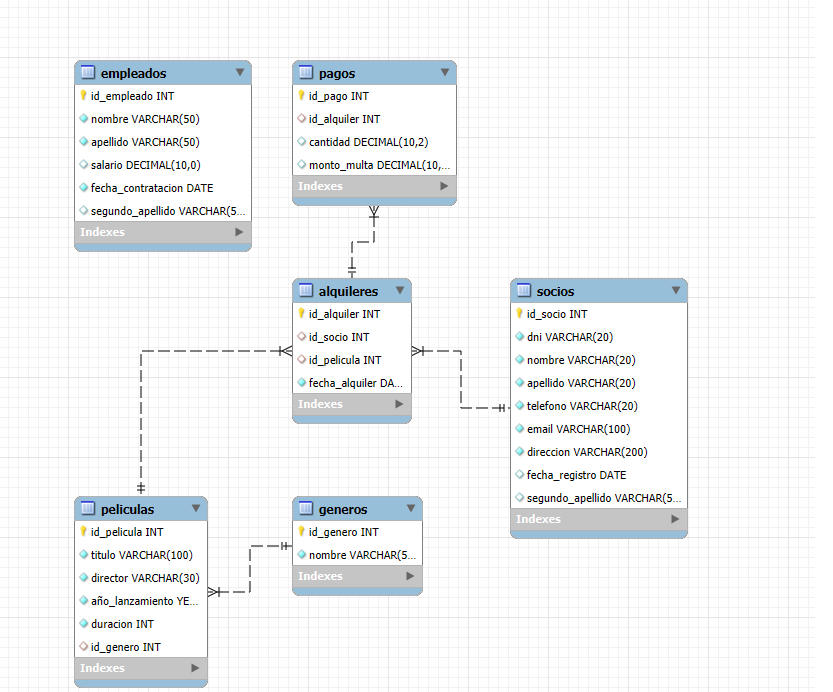 empleados
id_empleado INT
nombre VARCHAR(50)
apellido VARCHAR(50)
salario DECIMAL(10,0)
fecha_contratacion DATE
segundo_apellido VARCHAR(5...
Indexes
pagos
id_pago INT
id_alquiler INT
cantidad DECIMAL(10,2)
monto_multa DECIMAL(10,...
Indexes
alquileres
id_alquiler INT
id_socio INT
id_pelicula INT
fecha_alquiler DA...
Indexes
socios
id_socio INT
dni VARCHAR(20)
nombre VARCHAR(20)
apellido VARCHAR(20)
telefono VARCHAR(20)
email VARCHAR(100)
direccion VARCHAR(200)
fecha_registro DATE
segundo_apellido VARCHAR(5...
Indexes
peliculas
id_pelicula INT
titulo VARCHAR(100)
director VARCHAR(30)
año_lanzamiento YE...
duracion INT
id_genero INT
Indexes
generos
id_genero INT
nombre VARCHAR(5...
Indexes